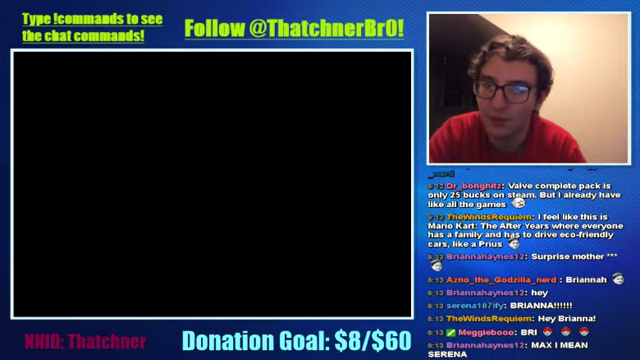 Type !commands to see
the chat commands!
Follow @ThatchnerBr0!
8:12 Dr_bonghitz: Valve complete pack is
only 25 bucks on steam. But I already have
like all the games
8:12 TheWindsRequiem: I feel like this is
Mario Kart: The After Years where everyone
has a family and has to drive eco-friendly
cars, like a Prius
8:13 Briannahaynes12: Surprise mother ***
8:13 Azno_the_Godzilla_nerd: Briannah
8:13 Briannahaynes12: hey
8:13 serena107ify: BRIANNA!!!!!!
8:13 TheWindsRequiem: Hey Brianna!
8:13 Meggiebooo: BRI
8:13 Briannahaynes12: MAX I MEAN
SERENA
NNID: Thatchner
Donation Goal: $8/$60